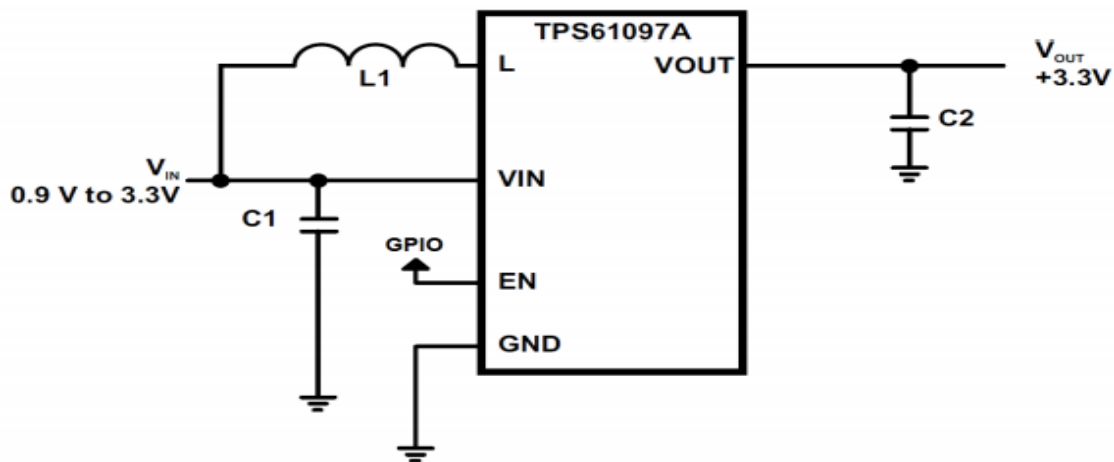 TPS61097A
L
L1
VOUT
VOUT
+3.3V
C2
VIN
0.9 V to 3.3V
VIN
C1
GPIO
EN
GND